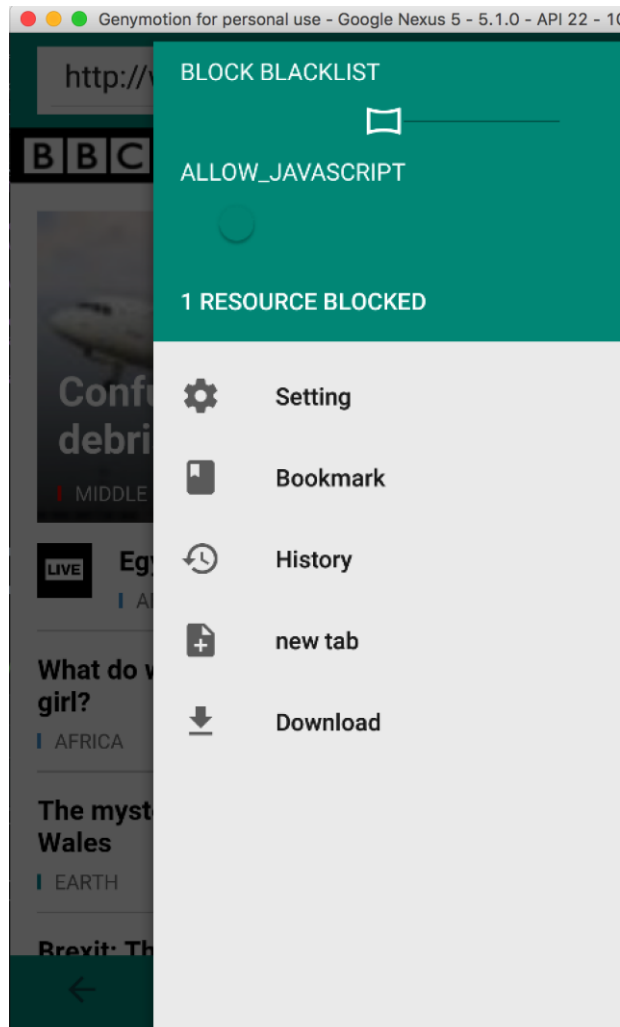 Genymotion for personal use - Google Nexus 5 - 5.1.0 - API 22 - 10
http://
BLOCK BLACKLIST
BBC
ALLOW_JAVASCRIPT
1 RESOURCE BLOCKED
Confu
debri
MIDDLE
Setting
Bookmark
History
new tab
Download
LIVE
Egy
What do w
girl?
AFRICA
The myst
Wales
EARTH
Brexit: Th